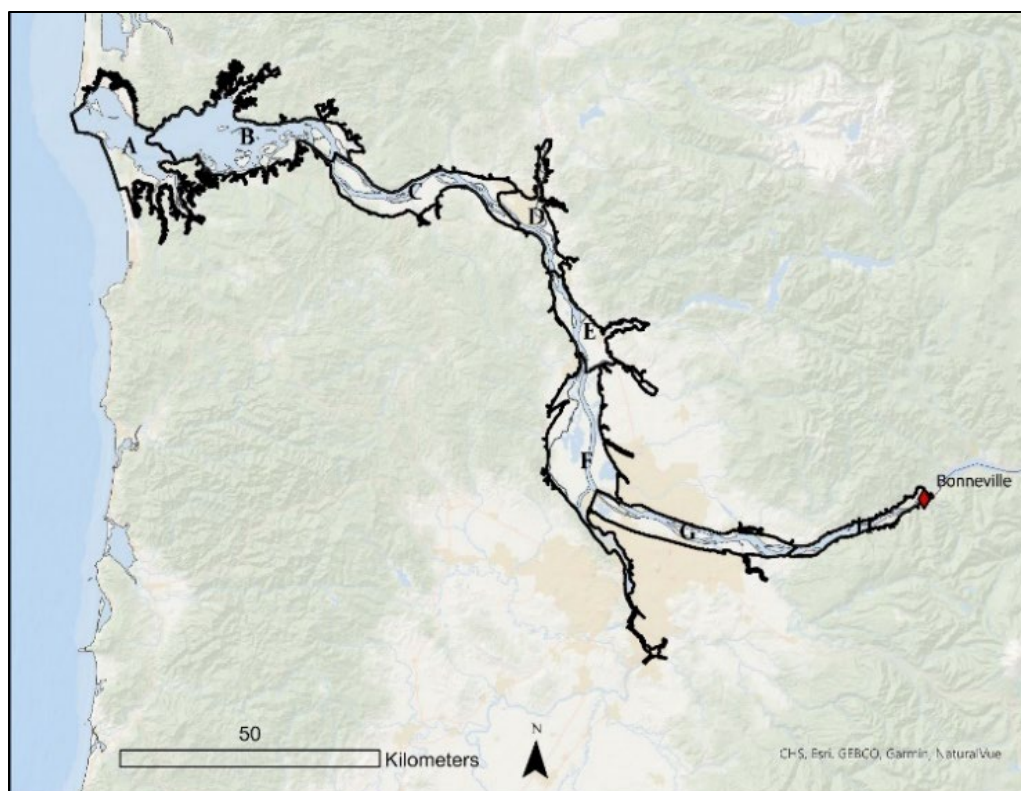 A
B
C
D
E
F
Bonneville
G
H
50
Kilometers
N
CHS, Esri, GEBCO, Garmin, NaturalVue